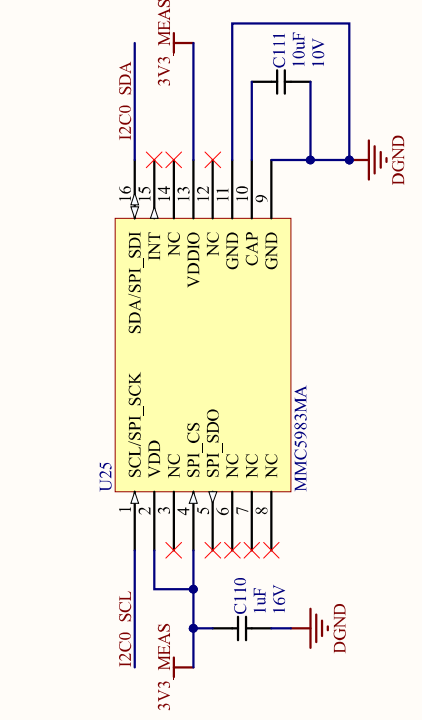 U25
I2C0_SCL
1
SCL/SPI_SCK
2
VDD
3
NC
4
SPI_CS
5
SPI_SDO
6
NC
7
NC
8
NC
16
SDA/SPI_SDI
I2C0_SDA
15
INT
14
NC
13
VDDIO
3V3_MEAS
12
NC
11
GND
10
CAP
9
GND
MMC5983MA
3V3_MEAS
C110
1uF
16V
DGND
C111
10uF
10V
DGND